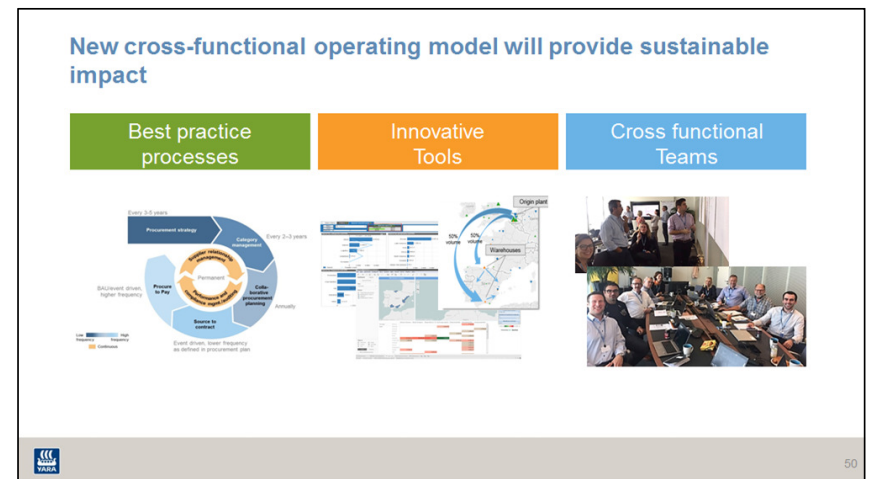 New cross-functional operating model will provide sustainable
impact
Best practice
processes
Innovative
Tools
Cross functional
Teams
Every 3-5 years
Procurement strategy
Category
management
Every 2–3 years
Supplier relationship
management
Permanent
Performance and
compliance
Colla-
borative
procurement
planning
Annually
Source to
contract
Event driven, lower frequency
as defined in procurement plan
Procure
to Pay
BAU/event driven,
higher frequency
Low
frequency
High
frequency
Continuous
Origin plant
50%
volume
50%
volume
Warehouses
YARA
50